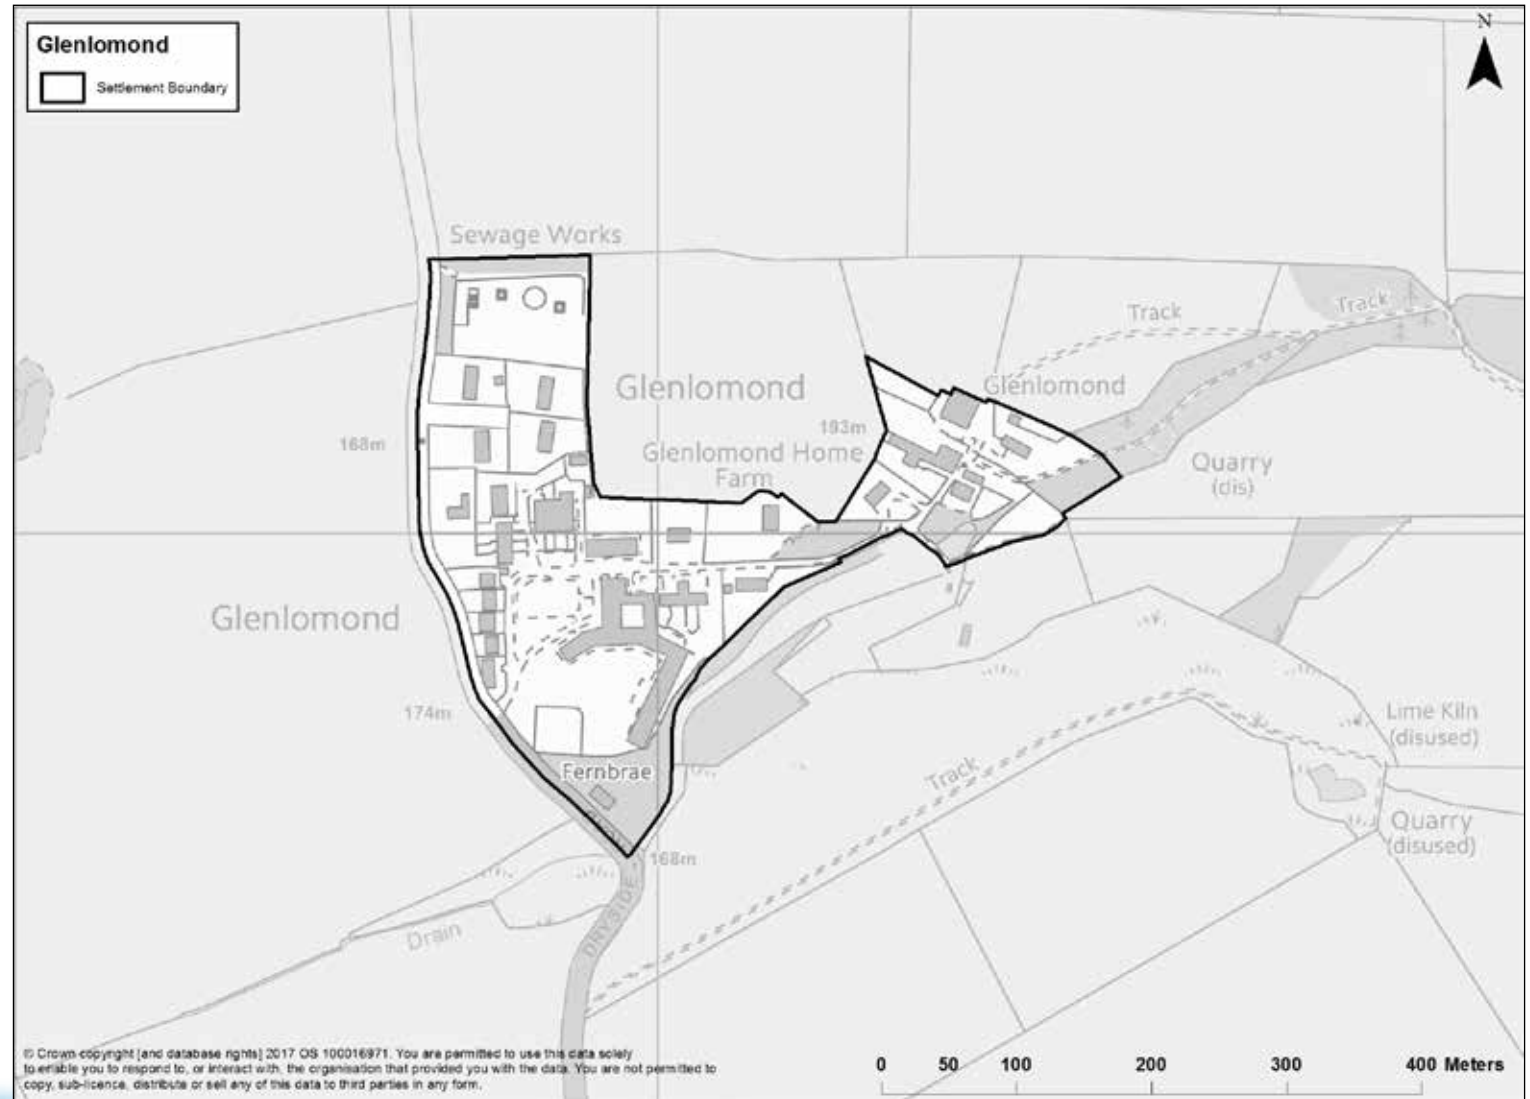 Glenlomond
Settlement Boundary
N
Sewage Works
Track
Track
Glenlomond
Glenlomond
168m
193m
Glenlomond Home
Farm
Quarry
(dis)
Glenlomond
174m
Lime Kiln
(disused)
Track
Fernbrae
Quarry
(disused)
168m
DRYSIDE
Drain
© Crown copyright [and database rights] 2017 OS 100016971. You are permitted to use this data solely
to enable you to respond to, or interact with, the organisation that provided you with the data. You are not permitted to
copy, sub-licence, distribute or sell any of this data to third parties in any form.
0 50 100 200 300 400 Meters